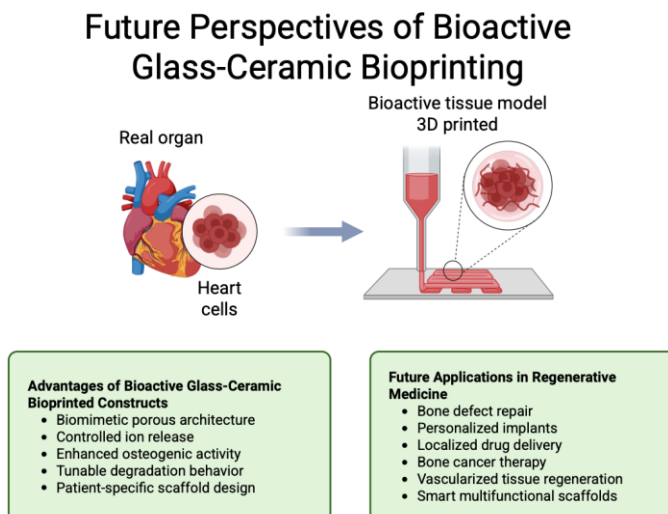 Future Perspectives of Bioactive
Glass-Ceramic Bioprinting
Real organ
Heart
cells
Bioactive tissue model
3D printed
Advantages of Bioactive Glass-Ceramic
Bioprinted Constructs
• Biomimetic porous architecture
• Controlled ion release
• Enhanced osteogenic activity
• Tunable degradation behavior
• Patient-specific scaffold design
Future Applications in Regenerative
Medicine
• Bone defect repair
• Personalized implants
• Localized drug delivery
• Bone cancer therapy
• Vascularized tissue regeneration
• Smart multifunctional scaffolds